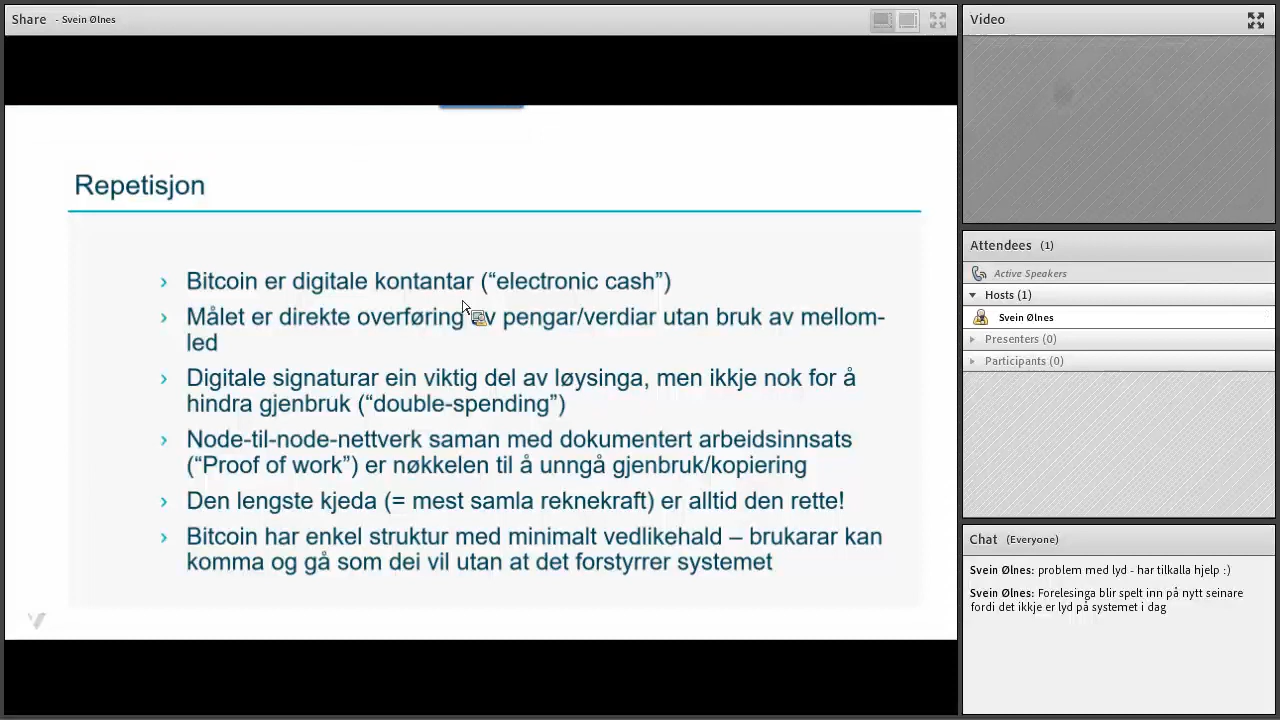 Share - Svein Ølnes
Repetisjon
› Bitcoin er digitale kontantar (“electronic cash”)
› Målet er direkte overføring av pengar/verdiar utan bruk av mellom-
led
› Digitale signaturar ein viktig del av løysinga, men ikkje nok for å
hindra gjenbruk (“double-spending”)
› Node-til-node-nettverk saman med dokumentert arbeidsinnsats
(“Proof of work”) er nøkkelen til å unngå gjenbruk/kopiering
› Den lengste kjeda (= mest samla reknekraft) er alltid den rette!
› Bitcoin har enkel struktur med minimalt vedlikehald – brukarar kan
komma og gå som dei vil utan at det forstyrrer systemet
Video
Attendees (1)
Active Speakers
Hosts (1)
Svein Ølnes
Presenters (0)
Participants (0)
Chat (Everyone)
Svein Ølnes: problem med lyd - har tilkalla hjelp :)
Svein Ølnes: Forelesinga blir spelt inn på nytt seinare
fordi det ikkje er lyd på systemet i dag